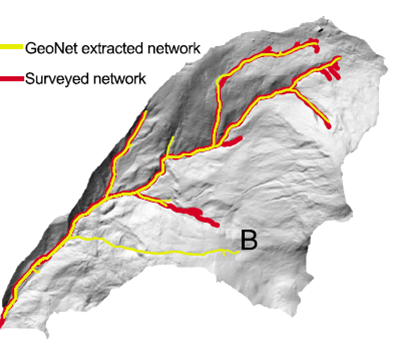 GeoNet extracted network
Surveyed network
B